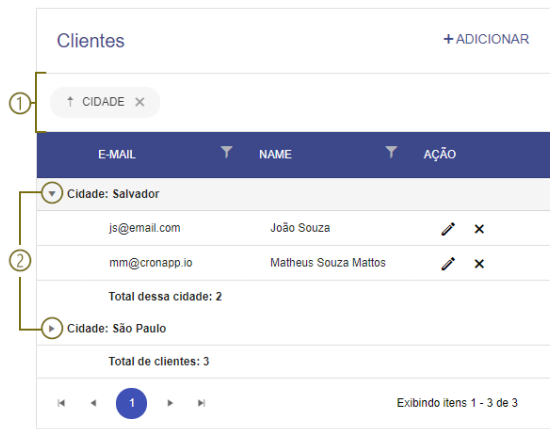 Clientes
+ ADICIONAR
1
↑ CIDADE ×
E-MAIL NAME AÇÃO
Cidade: Salvador
js@email.com João Souza
mm@cronapp.io Matheus Souza Mattos
2
Total dessa cidade: 2
Cidade: São Paulo
Total de clientes: 3
1 Exibindo itens 1 - 3 de 3